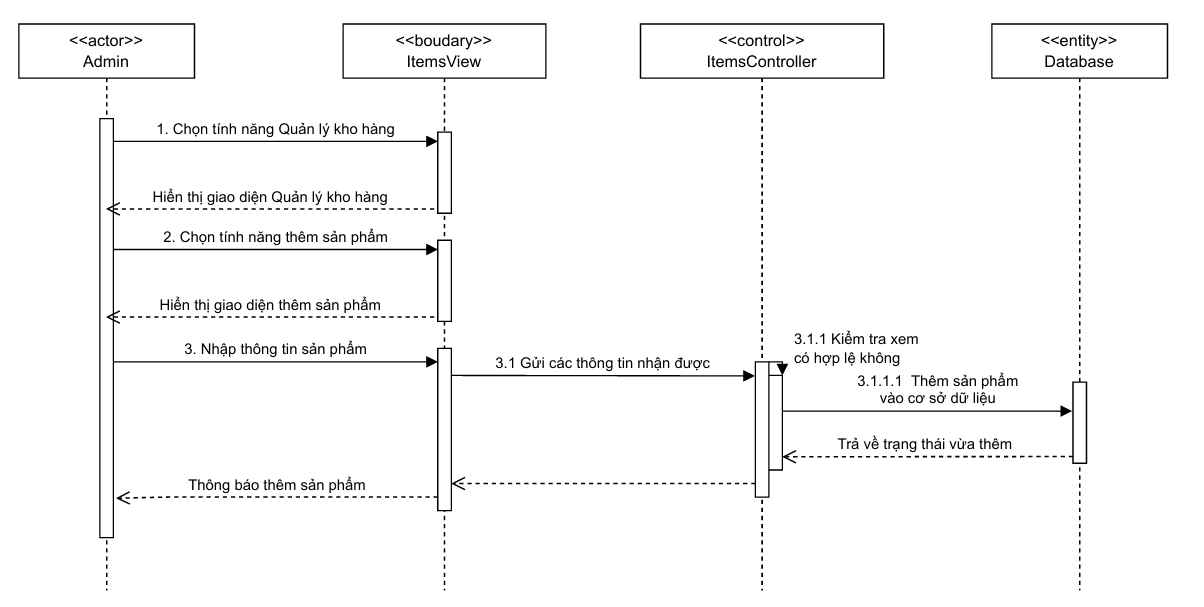 <<actor>>
Admin
<<boudary>>
ItemsView
<<control>>
ItemsController
<<entity>>
Database
1. Chọn tính năng Quản lý kho hàng
Hiển thị giao diện Quản lý kho hàng
2. Chọn tính năng thêm sản phẩm
Hiển thị giao diện thêm sản phẩm
3. Nhập thông tin sản phẩm
3.1 Gửi các thông tin nhận được
3.1.1 Kiểm tra xem
có hợp lệ không
3.1.1.1 Thêm sản phẩm
vào cơ sở dữ liệu
Trả về trạng thái vừa thêm
Thông báo thêm sản phẩm